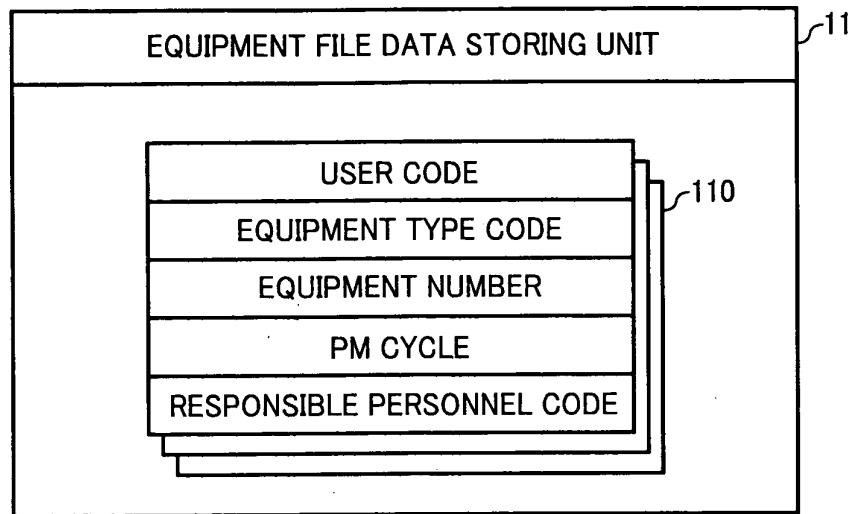 EQUIPMENT FILE DATA STORING UNIT
11
USER CODE
110
EQUIPMENT TYPE CODE
EQUIPMENT NUMBER
PM CYCLE
RESPONSIBLE PERSONNEL CODE